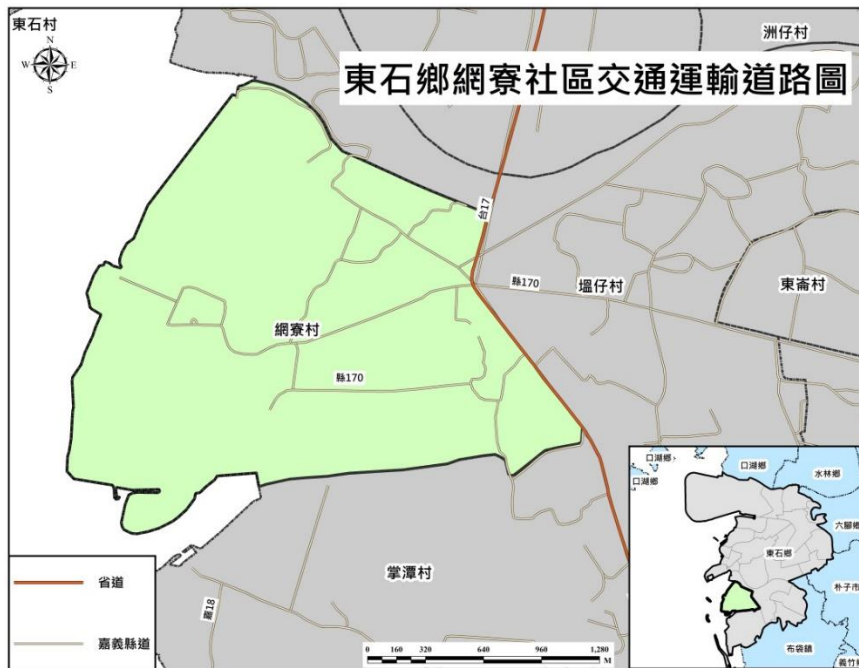 東石村
N
W
E
S
洲仔村
東石鄉網寮社區交通運輸道路圖
台17
縣170
塭仔村
東崙村
網寮村
縣170
掌潭村
嘉18
省道
嘉義縣道
0 160 320 640 960 1,280
M
口湖鄉
口湖鄉
口湖鄉
水林鄉
六腳鄉
東石鄉
朴子市
布袋鎮
義竹